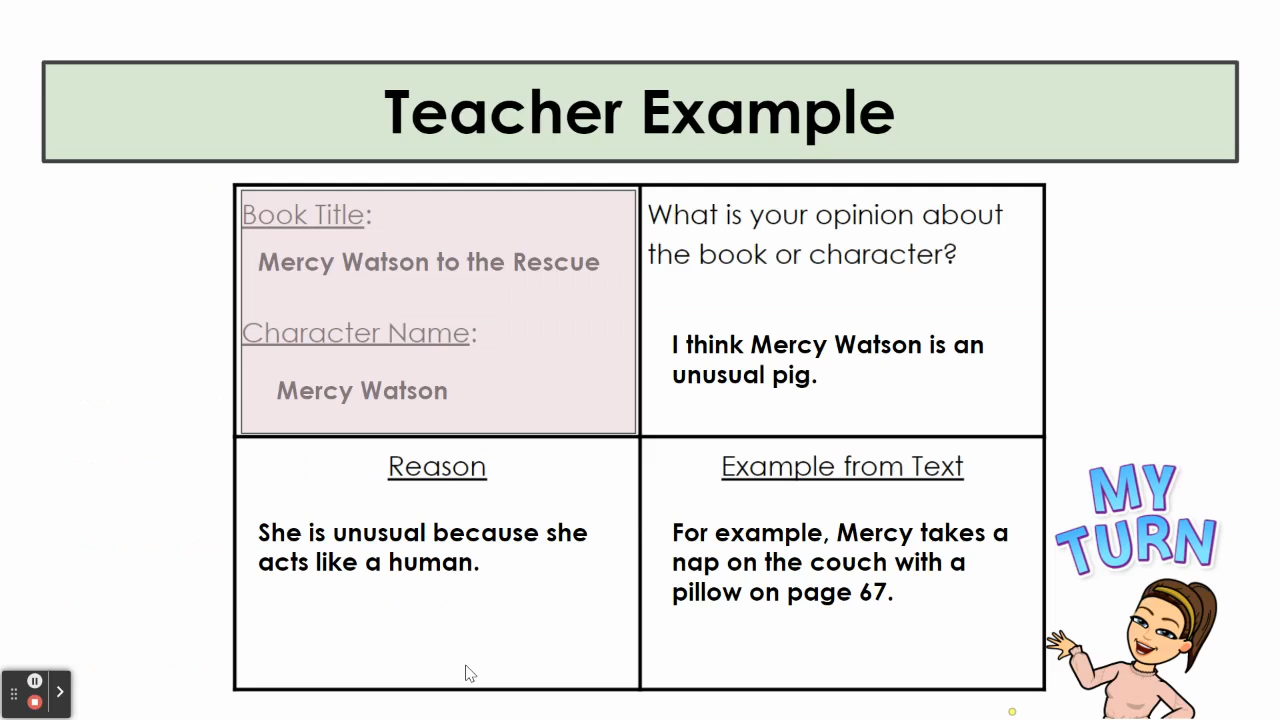 Teacher Example
Book Title:
Mercy Watson to the Rescue
Character Name:
Mercy Watson
What is your opinion about
the book or character?
I think Mercy Watson is an
unusual pig.
Reason
She is unusual because she
acts like a human.
Example from Text
For example, Mercy takes a
nap on the couch with a
pillow on page 67.
MY
TURN